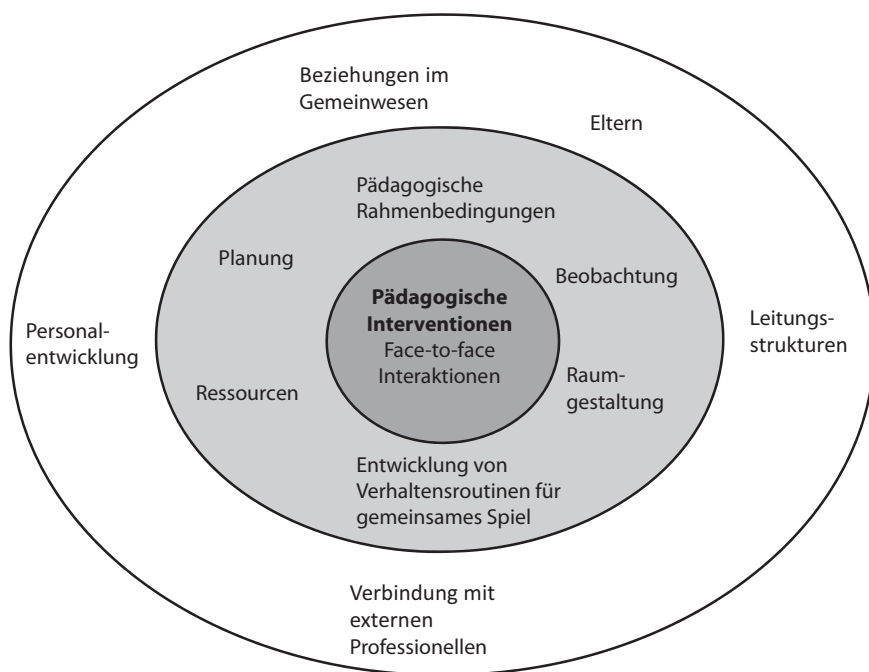 Beziehungen im
Gemeinwesen
Eltern
Pädagogische
Rahmenbedingungen
Planung
Beobachtung
Pädagogische
Interventionen
Face-to-face
Interaktionen
Personal-
entwicklung
Leitungs-
strukturen
Ressourcen
Raum-
gestaltung
Entwicklung von
Verhaltensroutinen für
gemeinsames Spiel
Verbindung mit
externen
Professionellen